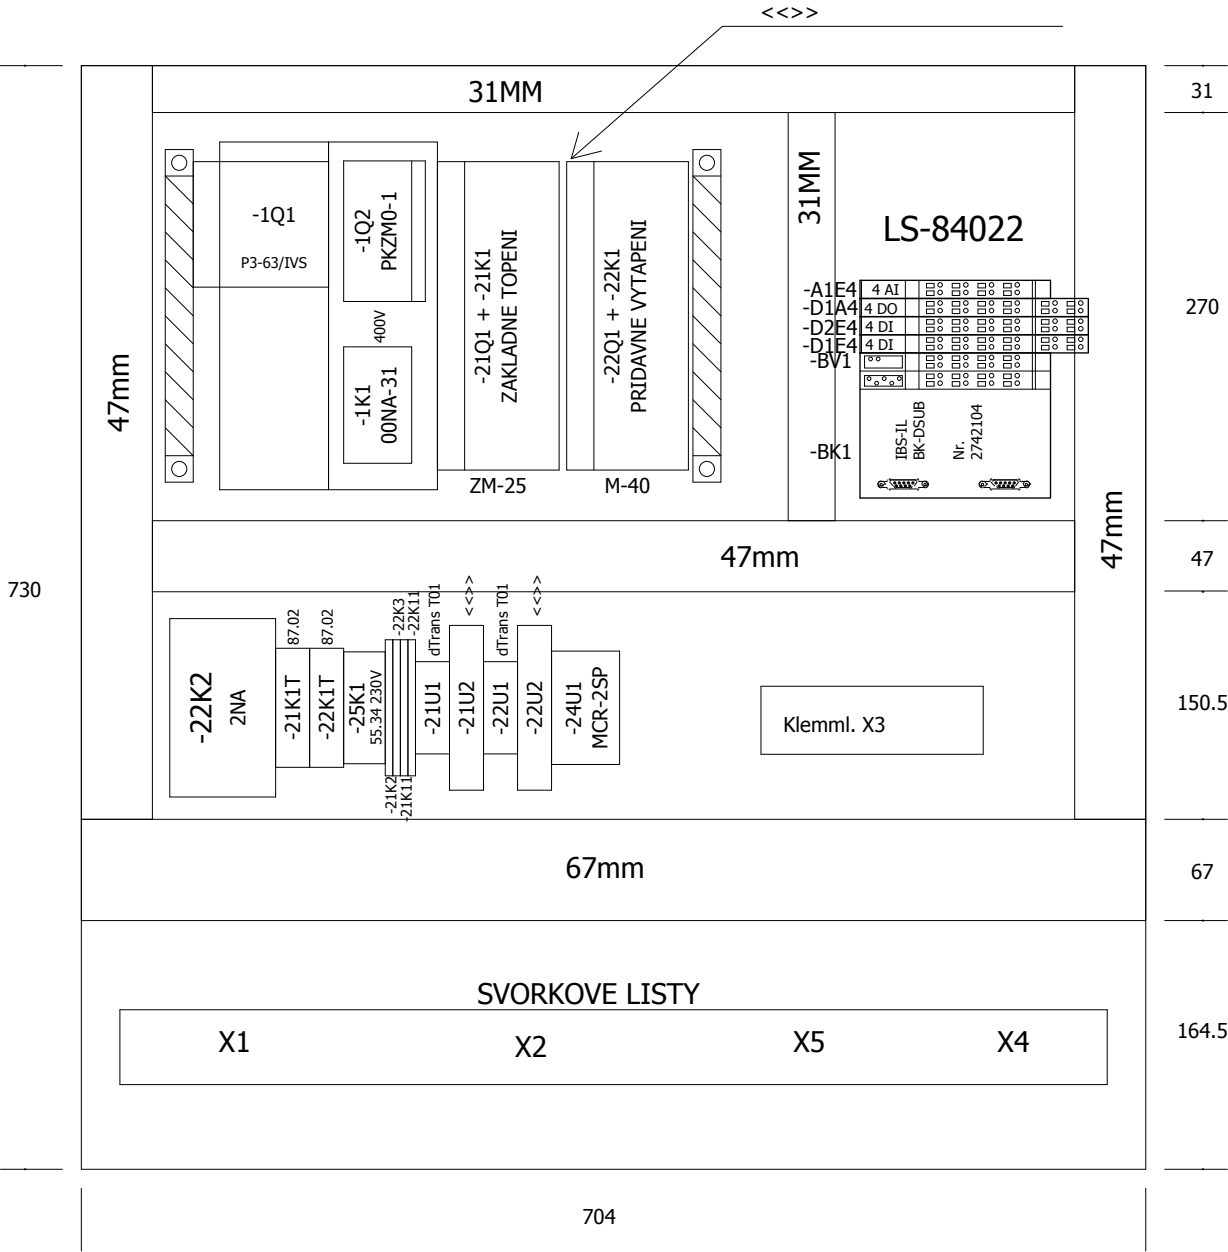 <<>>
31MM
31
-1Q1
P3-63/IVS
-1Q2
PKZM0-1
400V
-1K1
00NA-31
-21Q1 + -21K1
ZAKLADNE TOPENI
ZM-25
-22Q1 + -22K1
PRIDAVNE VYTAPENI
M-40
31MM
LS-84022
-A1E4 4 AI
-D1A4 4 DO
-D2E4 4 DI
-D1E4 4 DI
-BV1
-BK1
IBS-IL
BK-DSUB
Nr.
2742104
270
47mm
47mm
47mm
47
730
-22K2
2NA
87.02
-21K1T
87.02
-22K1T
-25K1
55.34 230V
-22K3
-22K11
-21K2
-21K11
dTrans T01
-21U1
<<>>
-21U2
dTrans T01
-22U1
<<>>
-22U2
-24U1
MCR-2SP
Klemml. X3
150.5
67mm
67
SVORKOVE LISTY
X1 X2 X5 X4
164.5
704